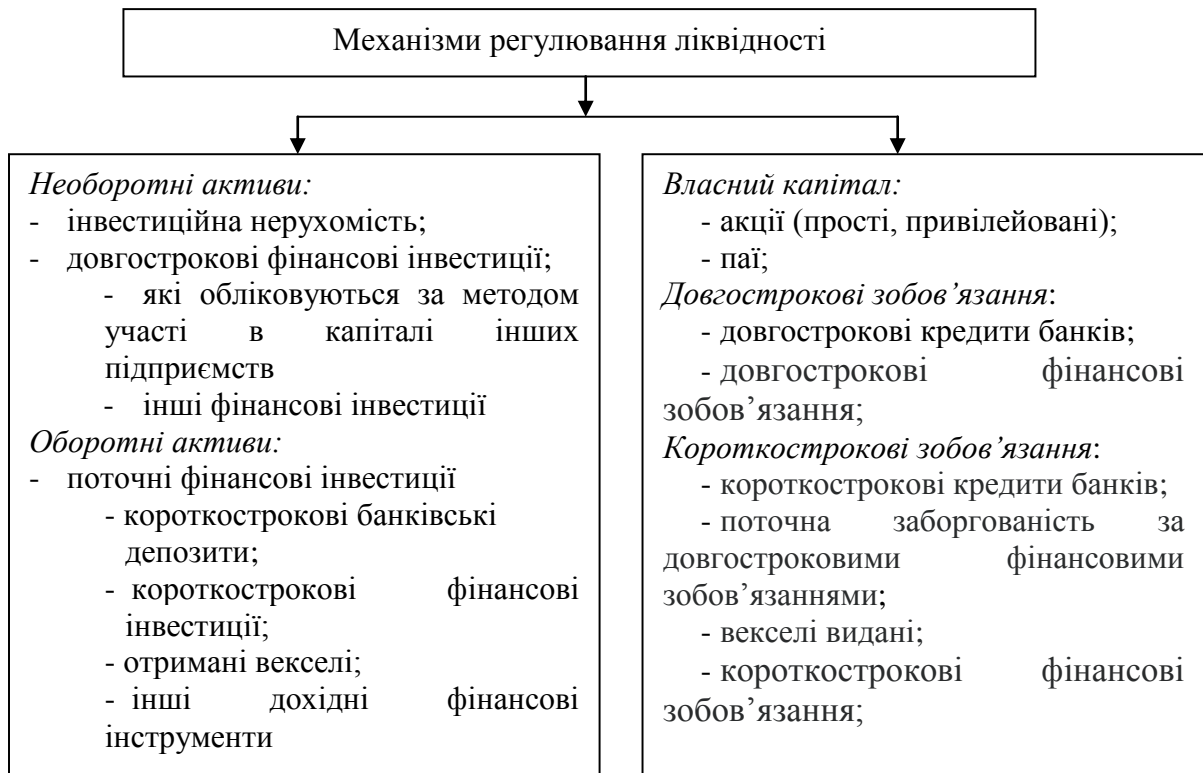 Механізми регулювання ліквідності
Необоротні активи:
- інвестиційна нерухомість;
- довгострокові фінансові інвестиції;
- які обліковуються за методом
участі в капіталі інших
підприємств
- інші фінансові інвестиції
Оборотні активи:
- поточні фінансові інвестиції
- короткострокові банківські
депозити;
- короткострокові фінансові
інвестиції;
- отримані векселі;
- інші дохідні фінансові
інструменти
Власний капітал:
- акції (прості, привілейовані);
- паї;
Довгострокові зобов’язання:
- довгострокові кредити банків;
- довгострокові фінансові
зобов’язання;
Короткострокові зобов’язання:
- короткострокові кредити банків;
- поточна заборгованість за
довгостроковими фінансовими
зобов’язаннями;
- векселі видані;
- короткострокові фінансові
зобов’язання;